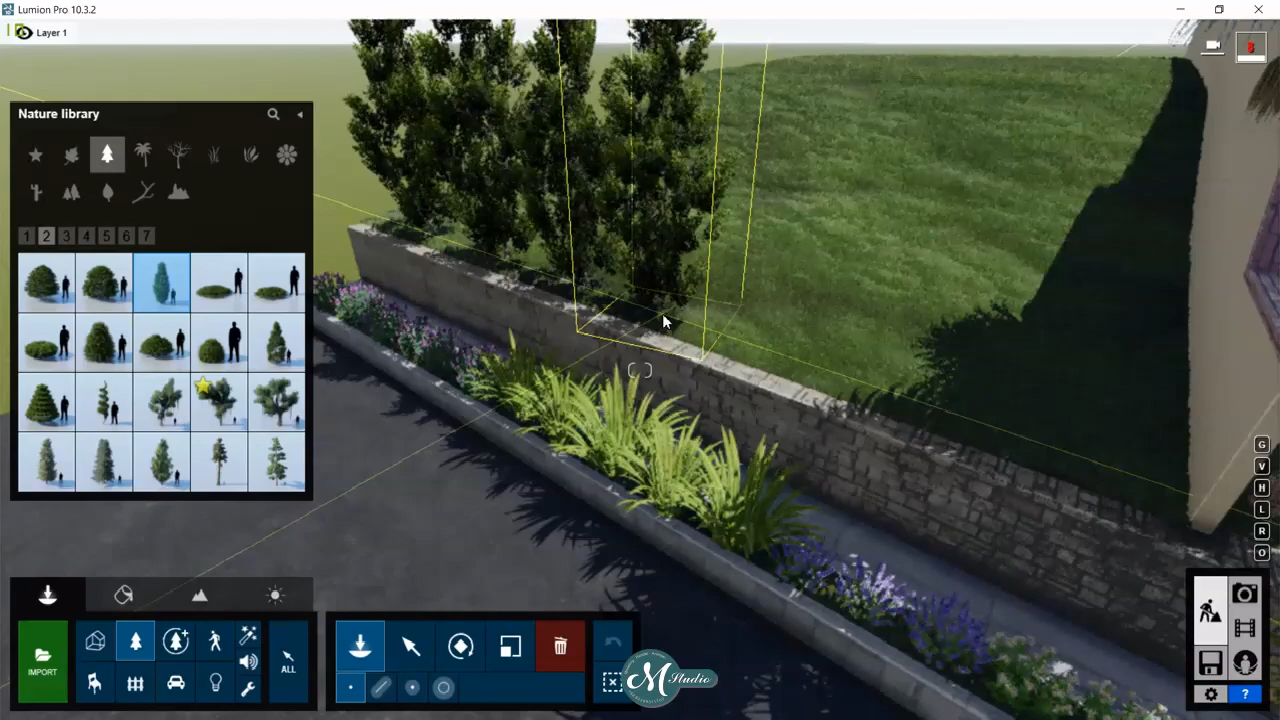 Lumion Pro 10.3.2
Layer 1
Nature library
1 2 3 4 5 6 7
G
V
H
L
R
O
IMPORT
ALL
M Studio
?